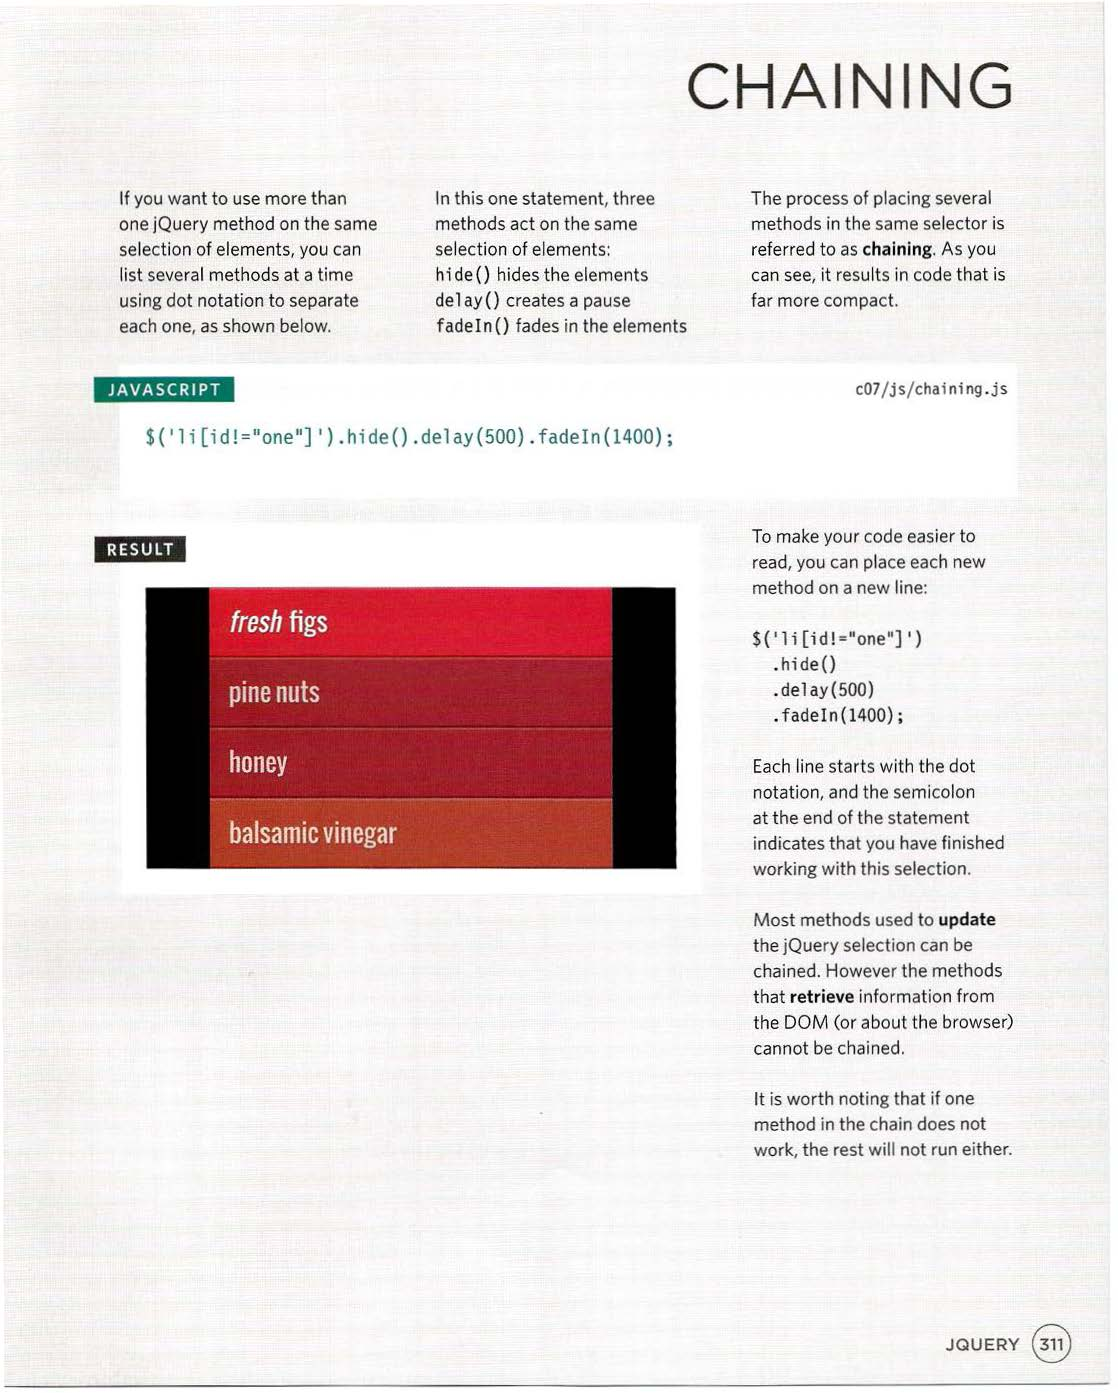 CHAINING
If you want to use more than
one jQuery method on the same
selection of elements, you can
list several methods at a time
using dot notation to separate
each one, as shown below.
In this one statement, three
methods act on the same
selection of elements:
hide() hides the elements
delay() creates a pause
fadeIn() fades in the elements
The process of placing several
methods in the same selector is
referred to as chaining. As you
can see, it results in code that is
far more compact.
JAVASCRIPT
c07/js/chaining.js
$('li[id!="one"]').hide().delay(500).fadeIn(1400);
RESULT
fresh figs
pine nuts
honey
balsamic vinegar
To make your code easier to
read, you can place each new
method on a new line:
$('li[id!="one"]')
.hide()
.delay(500)
.fadeIn(1400);
Each line starts with the dot
notation, and the semicolon
at the end of the statement
indicates that you have finished
working with this selection.
Most methods used to update
the jQuery selection can be
chained. However the methods
that retrieve information from
the DOM (or about the browser)
cannot be chained.
It is worth noting that if one
method in the chain does not
work, the rest will not run either.
JQUERY 311